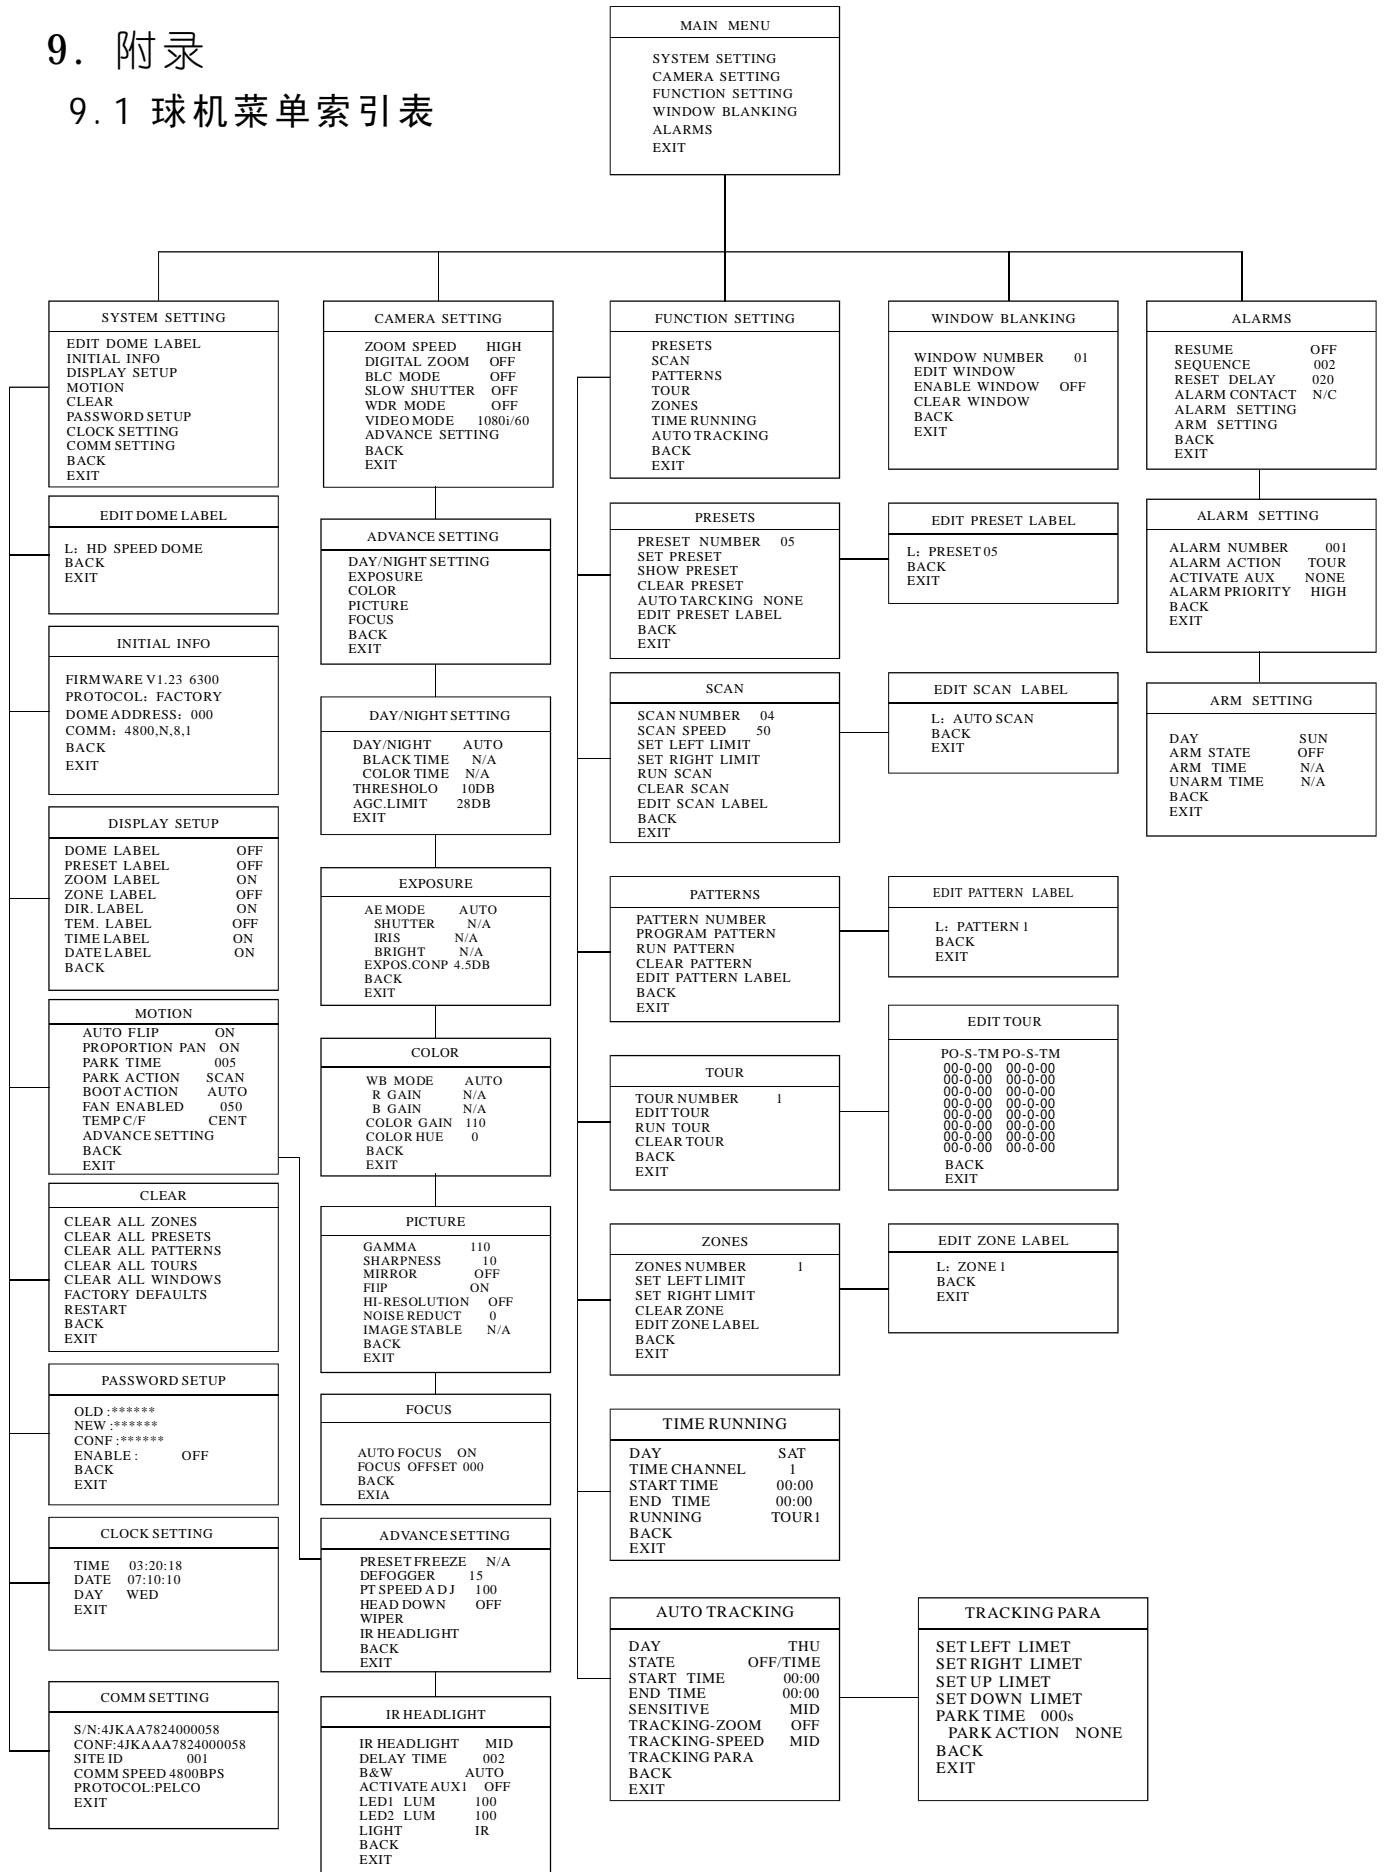 9. 附录
9.1 球机菜单索引表
MAIN MENU
SYSTEM SETTING
CAMERA SETTING
FUNCTION SETTING
WINDOW BLANKING
ALARMS
EXIT
SYSTEM SETTING
EDIT DOME LABEL
INITIAL INFO
DISPLAY SETUP
MOTION
CLEAR
PASSWORD SETUP
CLOCK SETTING
COMM SETTING
BACK
EXIT
EDIT DOME LABEL
L: HD SPEED DOME
BACK
EXIT
INITIAL INFO
FIRMWARE V1.23 6300
PROTOCOL: FACTORY
DOME ADDRESS: 000
COMM: 4800,N,8,1
BACK
EXIT
DISPLAY SETUP
DOME LABEL OFF
PRESET LABEL OFF
ZOOM LABEL ON
ZONE LABEL OFF
DIR. LABEL ON
TEM. LABEL OFF
TIME LABEL ON
DATE LABEL ON
BACK
MOTION
AUTO FLIP ON
PROPORTION PAN ON
PARK TIME 005
PARK ACTION SCAN
BOOT ACTION AUTO
FAN ENABLED 050
TEMP C/F CENT
ADVANCE SETTING
BACK
EXIT
CLEAR
CLEAR ALL ZONES
CLEAR ALL PRESETS
CLEAR ALL PATTERNS
CLEAR ALL TOURS
CLEAR ALL WINDOWS
FACTORY DEFAULTS
RESTART
BACK
EXIT
PASSWORD SETUP
OLD :******
NEW :******
CONF :******
ENABLE : OFF
BACK
EXIT
CLOCK SETTING
TIME 03:20:18
DATE 07:10:10
DAY WED
EXIT
COMM SETTING
S/N:4JKAA7824000058
CONF:4JKAAA7824000058
SITE ID 001
COMM SPEED 4800BPS
PROTOCOL:PELCO
EXIT
CAMERA SETTING
ZOOM SPEED HIGH
DIGITAL ZOOM OFF
BLC MODE OFF
SLOW SHUTTER OFF
WDR MODE OFF
VIDEO MODE 1080i/60
ADVANCE SETTING
BACK
EXIT
ADVANCE SETTING
DAY/NIGHT SETTING
EXPOSURE
COLOR
PICTURE
FOCUS
BACK
EXIT
DAY/NIGHT SETTING
DAY/NIGHT AUTO
BLACK TIME N/A
COLOR TIME N/A
THRESHOLO 10DB
AGC.LIMIT 28DB
EXIT
EXPOSURE
AE MODE AUTO
SHUTTER N/A
IRIS N/A
BRIGHT N/A
EXPOS.CONP 4.5DB
BACK
EXIT
COLOR
WB MODE AUTO
R GAIN N/A
B GAIN N/A
COLOR GAIN 110
COLOR HUE 0
BACK
EXIT
PICTURE
GAMMA 110
SHARPNESS 10
MIRROR OFF
FIIP ON
HI-RESOLUTION OFF
NOISE REDUCT 0
IMAGE STABLE N/A
BACK
EXIT
FOCUS
AUTO FOCUS ON
FOCUS OFFSET 000
BACK
EXIA
ADVANCE SETTING
PRESET FREEZE N/A
DEFOGGER 15
PT SPEED A D J 100
HEAD DOWN OFF
WIPER
IR HEADLIGHT
BACK
EXIT
IR HEADLIGHT
IR HEADLIGHT MID
DELAY TIME 002
B&W AUTO
ACTIVATE AUX1 OFF
LED1 LUM 100
LED2 LUM 100
LIGHT IR
BACK
EXIT
FUNCTION SETTING
PRESETS
SCAN
PATTERNS
TOUR
ZONES
TIME RUNNING
AUTO TRACKING
BACK
EXIT
PRESETS
PRESET NUMBER 05
SET PRESET
SHOW PRESET
CLEAR PRESET
AUTO TARCKING NONE
EDIT PRESET LABEL
BACK
EXIT
SCAN
SCAN NUMBER 04
SCAN SPEED 50
SET LEFT LIMIT
SET RIGHT LIMIT
RUN SCAN
CLEAR SCAN
EDIT SCAN LABEL
BACK
EXIT
PATTERNS
PATTERN NUMBER
PROGRAM PATTERN
RUN PATTERN
CLEAR PATTERN
EDIT PATTERN LABEL
BACK
EXIT
TOUR
TOUR NUMBER 1
EDIT TOUR
RUN TOUR
CLEAR TOUR
BACK
EXIT
ZONES
ZONES NUMBER 1
SET LEFT LIMIT
SET RIGHT LIMIT
CLEAR ZONE
EDIT ZONE LABEL
BACK
EXIT
TIME RUNNING
DAY SAT
TIME CHANNEL 1
START TIME 00:00
END TIME 00:00
RUNNING TOUR1
BACK
EXIT
AUTO TRACKING
DAY THU
STATE OFF/TIME
START TIME 00:00
END TIME 00:00
SENSITIVE MID
TRACKING-ZOOM OFF
TRACKING-SPEED MID
TRACKING PARA
BACK
EXIT
WINDOW BLANKING
WINDOW NUMBER 01
EDIT WINDOW
ENABLE WINDOW OFF
CLEAR WINDOW
BACK
EXIT
EDIT PRESET LABEL
L: PRESET 05
BACK
EXIT
EDIT SCAN LABEL
L: AUTO SCAN
BACK
EXIT
EDIT PATTERN LABEL
L: PATTERN 1
BACK
EXIT
EDIT TOUR
PO-S-TM PO-S-TM
00-0-00 00-0-00
00-0-00 00-0-00
00-0-00 00-0-00
00-0-00 00-0-00
00-0-00 00-0-00
00-0-00 00-0-00
00-0-00 00-0-00
00-0-00 00-0-00
BACK
EXIT
EDIT ZONE LABEL
L: ZONE 1
BACK
EXIT
TRACKING PARA
SET LEFT LIMET
SET RIGHT LIMET
SET UP LIMET
SET DOWN LIMET
PARK TIME 000s
PARK ACTION NONE
BACK
EXIT
ALARMS
RESUME OFF
SEQUENCE 002
RESET DELAY 020
ALARM CONTACT N/C
ALARM SETTING
ARM SETTING
BACK
EXIT
ALARM SETTING
ALARM NUMBER 001
ALARM ACTION TOUR
ACTIVATE AUX NONE
ALARM PRIORITY HIGH
BACK
EXIT
ARM SETTING
DAY SUN
ARM STATE OFF
ARM TIME N/A
UNARM TIME N/A
BACK
EXIT